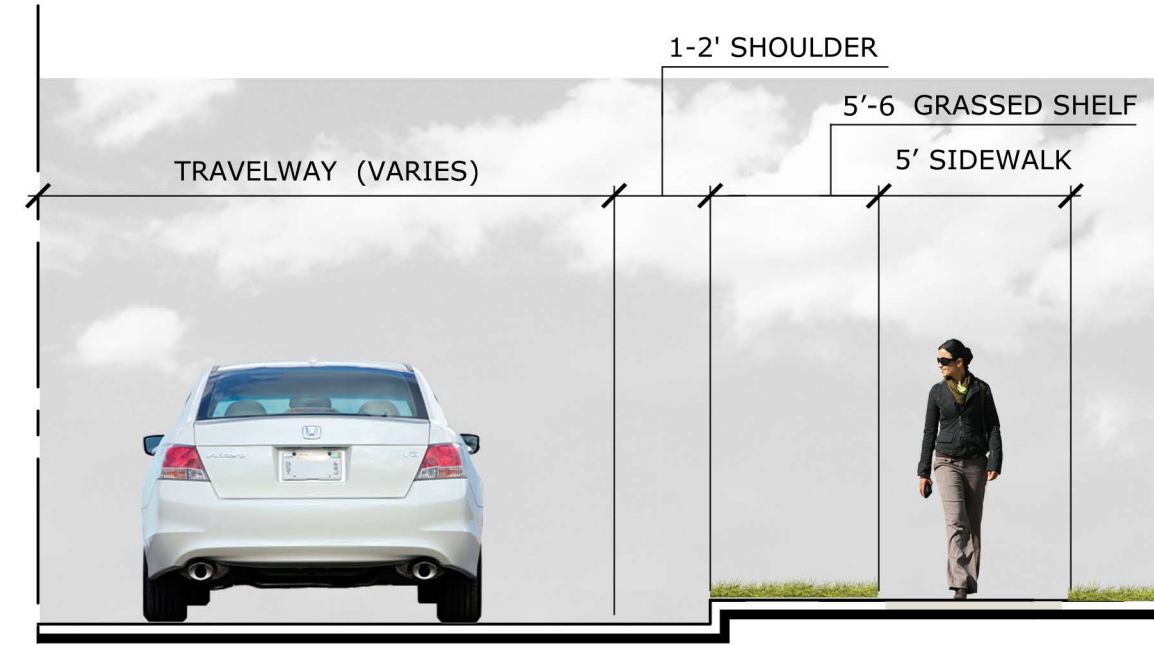 1-2' SHOULDER
5'-6 GRASSED SHELF
5' SIDEWALK
TRAVELWAY (VARIES)